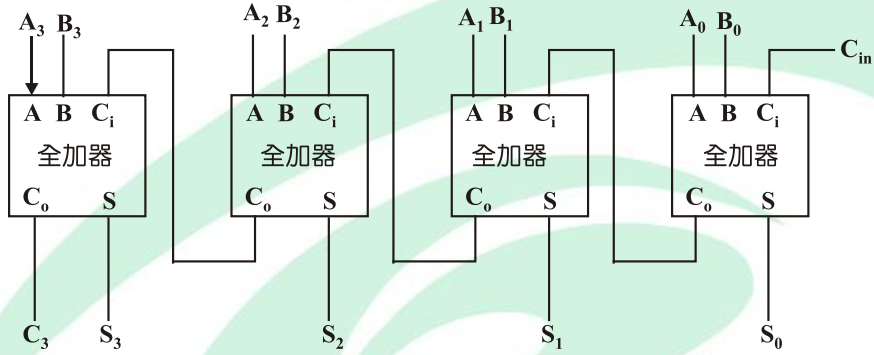 A₃ B₃ A₂ B₂ A₁ B₁ A₀ B₀ Cᵢₙ
A B Cᵢ A B Cᵢ A B Cᵢ A B Cᵢ
全加器 全加器 全加器 全加器
Cₒ S Cₒ S Cₒ S Cₒ S
C₃ S₃ S₂ S₁ S₀